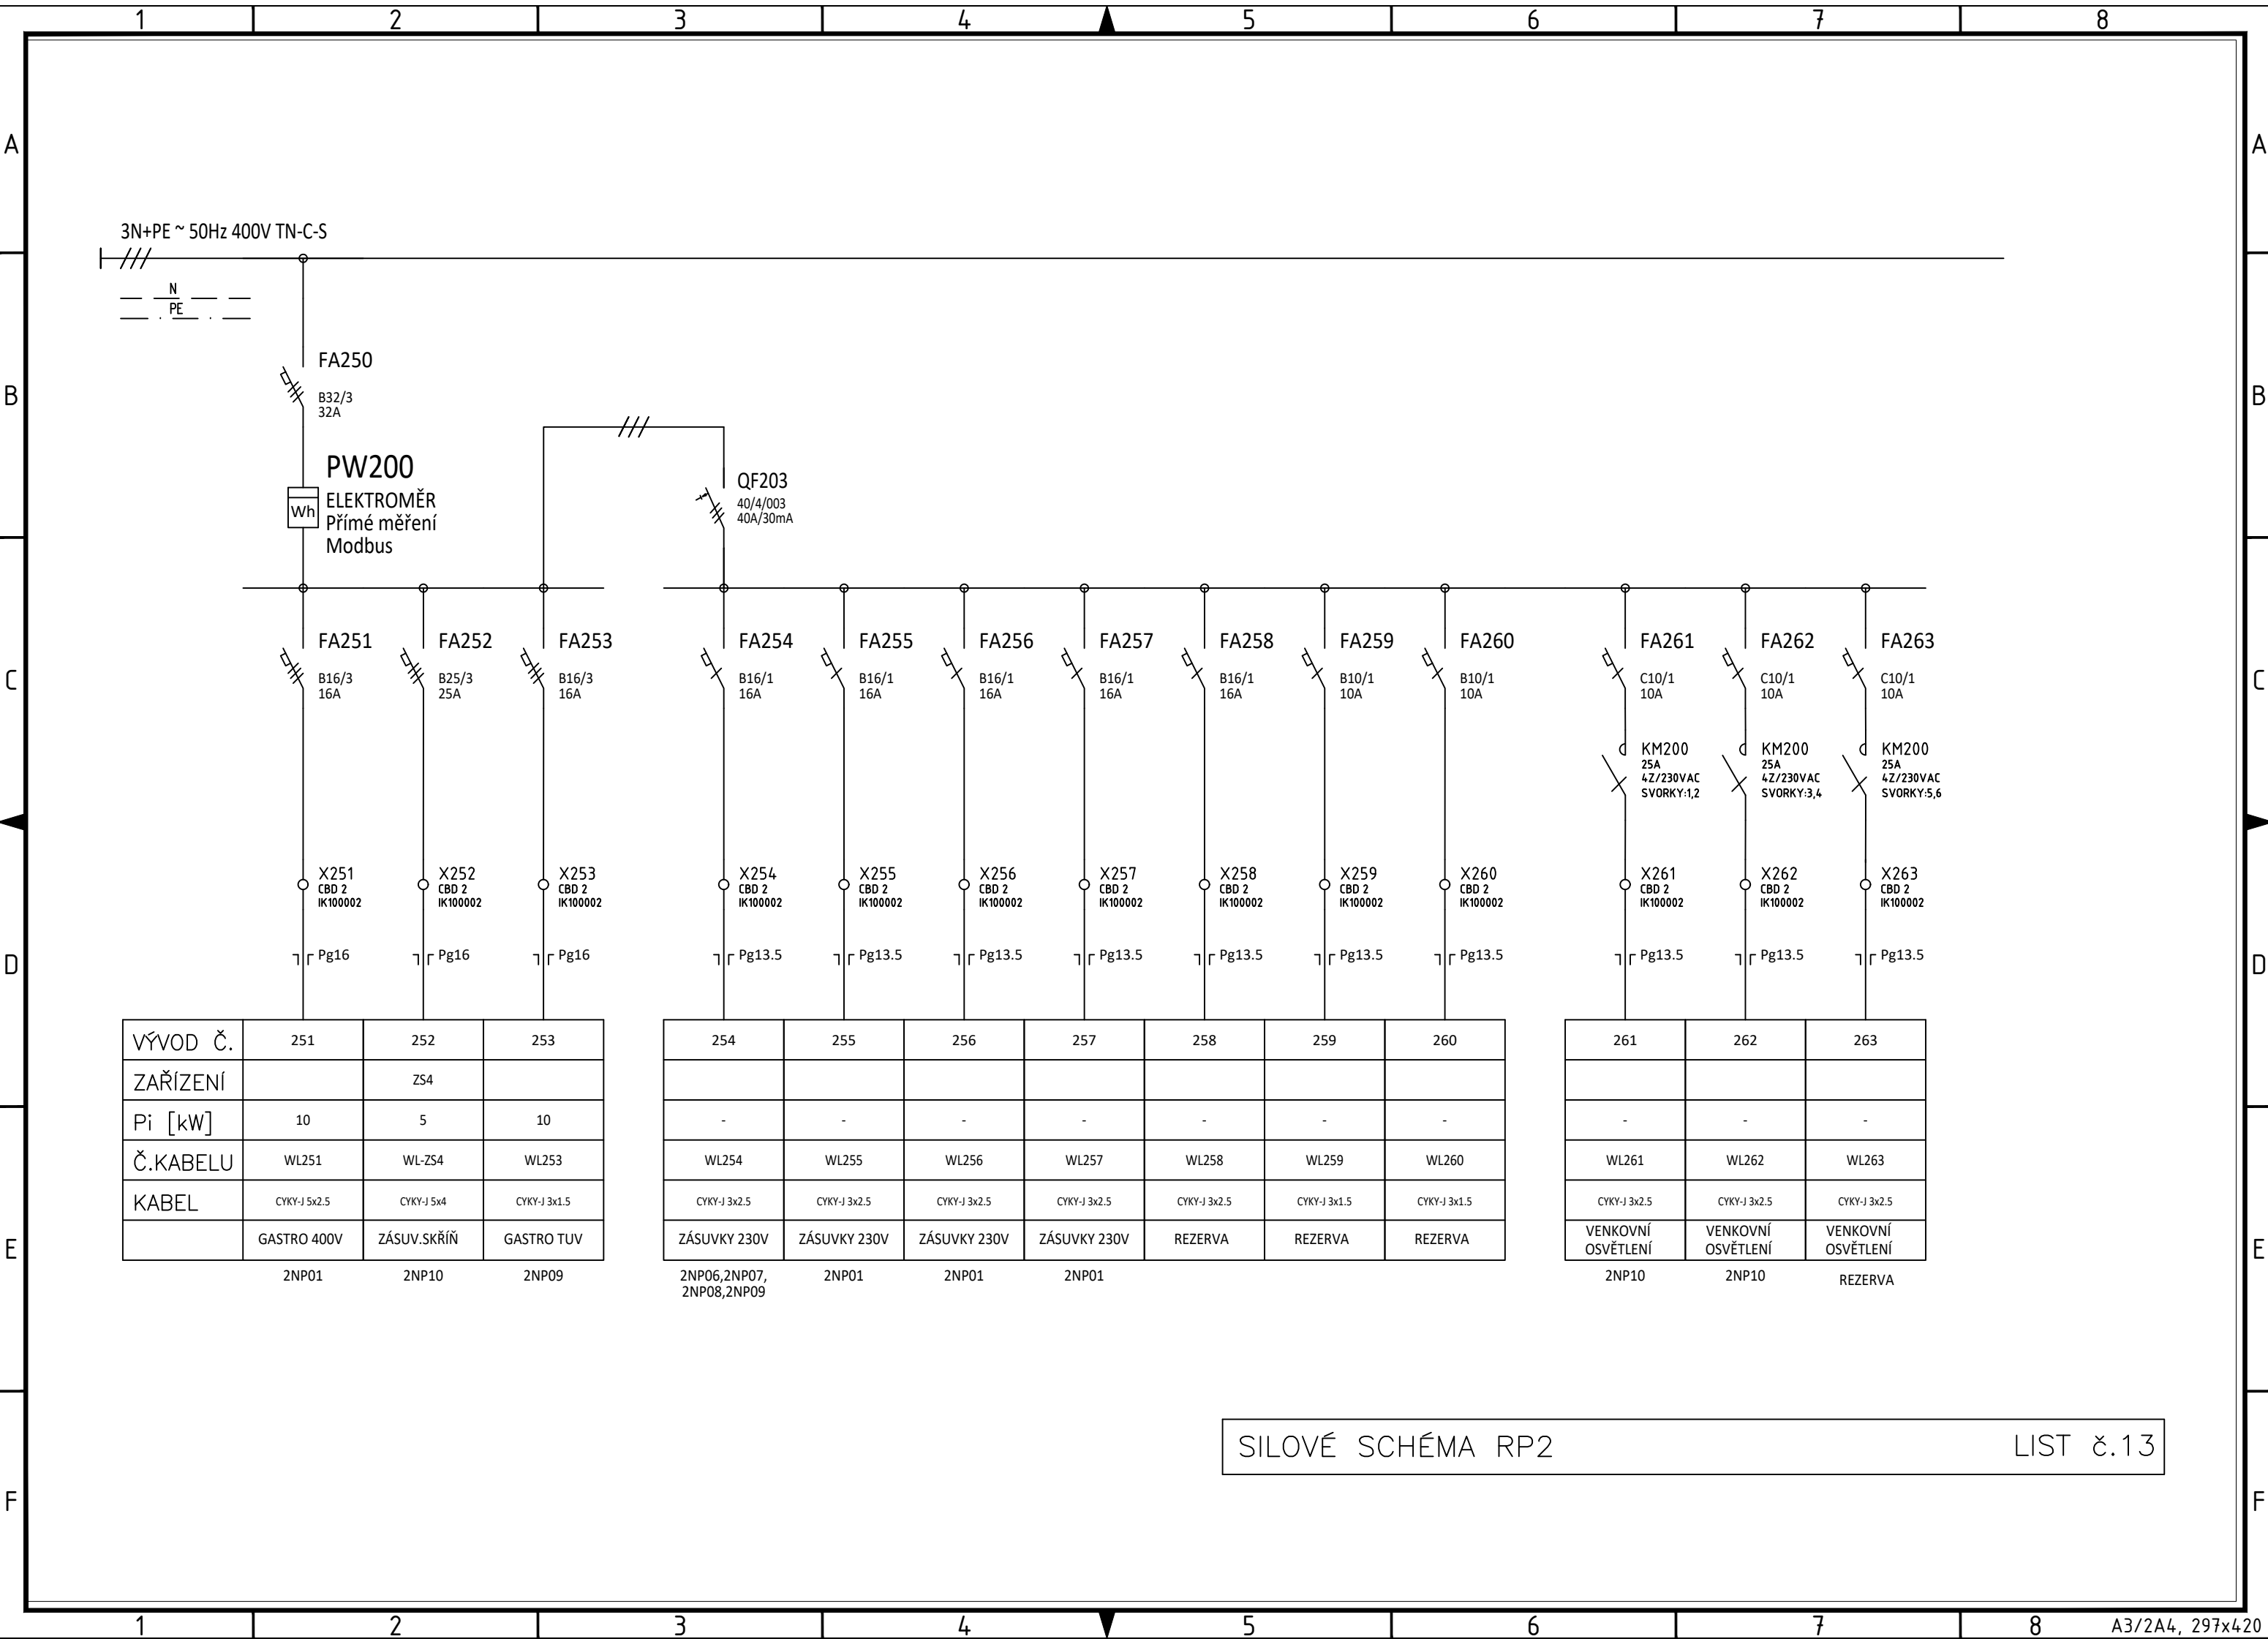 1 2 3 4 5 6 7 8
A A
3N+PE ~ 50Hz 400V TN-C-S
N
PE
FA250
B32/3
32A
B B
PW200
ELEKTROMĚR
Přímé měření
Modbus
Wh
QF203
40/4/003
40A/30mA
FA251 FA252 FA253 FA254 FA255 FA256 FA257 FA258 FA259 FA260 FA261 FA262 FA263
C C
B16/3 B25/3 B16/3 B16/1 B16/1 B16/1 B16/1 B16/1 B10/1 B10/1 C10/1 C10/1 C10/1
16A 25A 16A 16A 16A 16A 16A 16A 10A 10A 10A 10A 10A
KM200 KM200 KM200
25A 25A 25A
4Z/230VAC 4Z/230VAC 4Z/230VAC
SVORKY:1,2 SVORKY:3,4 SVORKY:5,6
X251 X252 X253 X254 X255 X256 X257 X258 X259 X260 X261 X262 X263
CBD 2 CBD 2 CBD 2 CBD 2 CBD 2 CBD 2 CBD 2 CBD 2 CBD 2 CBD 2 CBD 2 CBD 2 CBD 2
IK100002 IK100002 IK100002 IK100002 IK100002 IK100002 IK100002 IK100002 IK100002 IK100002 IK100002 IK100002 IK100002
D D
Pg16 Pg16 Pg16 Pg13.5 Pg13.5 Pg13.5 Pg13.5 Pg13.5 Pg13.5 Pg13.5 Pg13.5 Pg13.5 Pg13.5
VÝVOD Č. 251 252 253 254 255 256 257 258 259 260 261 262 263
ZAŘÍZENÍ ZS4
Pi [kW] 10 5 10 - - - - - - - - - -
Č.KABELU WL251 WL-ZS4 WL253 WL254 WL255 WL256 WL257 WL258 WL259 WL260 WL261 WL262 WL263
KABEL CYKY-J 5x2.5 CYKY-J 5x4 CYKY-J 3x1.5 CYKY-J 3x2.5 CYKY-J 3x2.5 CYKY-J 3x2.5 CYKY-J 3x2.5 CYKY-J 3x2.5 CYKY-J 3x1.5 CYKY-J 3x1.5 CYKY-J 3x2.5 CYKY-J 3x2.5 CYKY-J 3x2.5
E E
GASTRO 400V ZÁSUV.SKŘÍŇ GASTRO TUV ZÁSUVKY 230V ZÁSUVKY 230V ZÁSUVKY 230V ZÁSUVKY 230V REZERVA REZERVA REZERVA VENKOVNÍ VENKOVNÍ VENKOVNÍ
OSVĚTLENÍ OSVĚTLENÍ OSVĚTLENÍ
2NP01 2NP10 2NP09 2NP06,2NP07, 2NP01 2NP01 2NP01 2NP10 2NP10 REZERVA
2NP08,2NP09
SILOVÉ SCHÉMA RP2 LIST č.13
F F
1 2 3 4 5 6 7 8 A3/2A4, 297x420